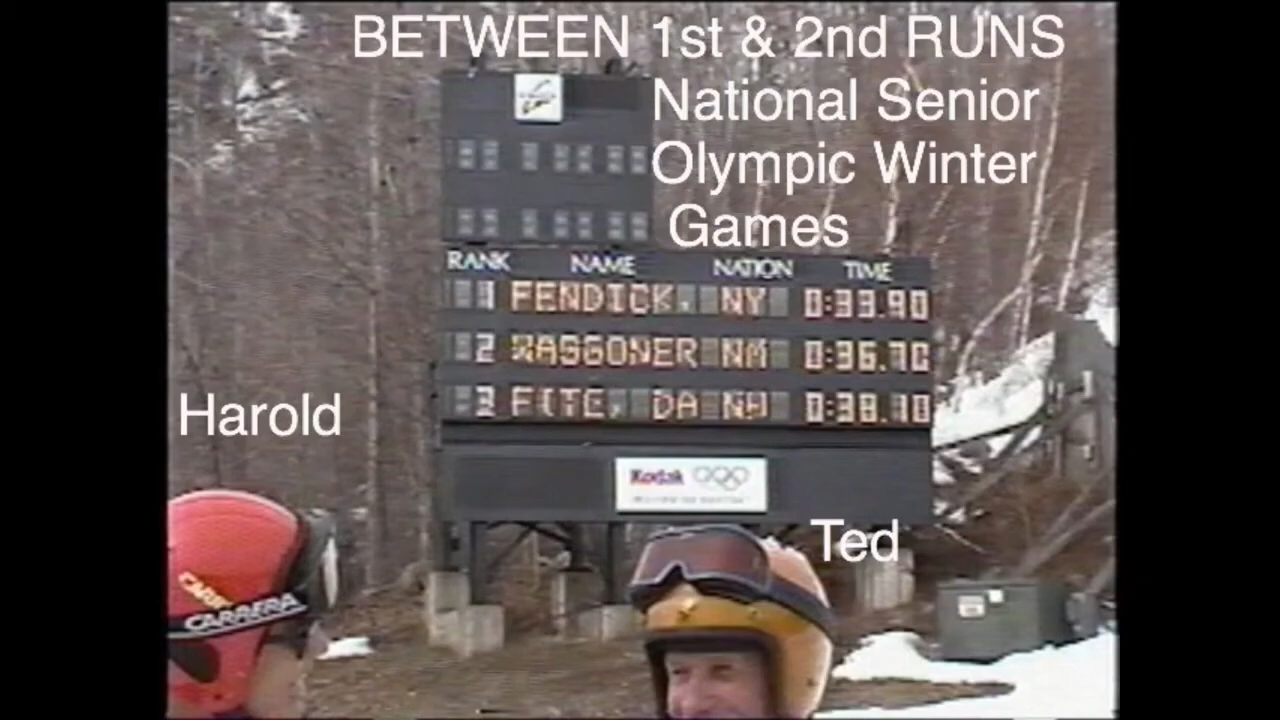 BETWEEN 1st & 2nd RUNS
National Senior
Olympic Winter
Games
RANK NAME NATION TIME
1 FENDICK, NY 0:33.90
2 WAGGONER NM 0:36.70
3 FITE, DA NH 0:38.10
Harold
Kodak
Ted
CARRERA